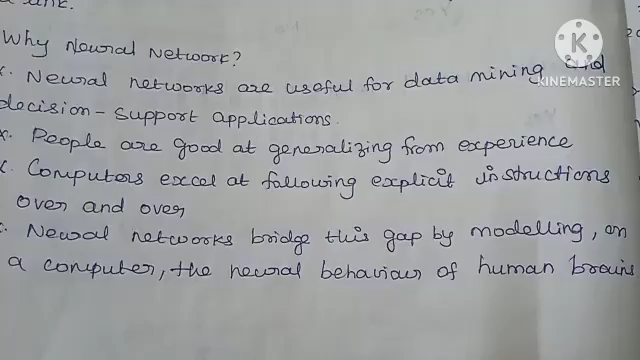 a link.
Why Neural Network?
KINEMASTER
x. Neural networks are useful for data mining and
decision - support applications.
x. People are good at generalizing from experience
x. Computers excel at following explicit instructions
over and over
Neural networks bridge this gap by modelling, on
a computer, the neural behaviour of human brains